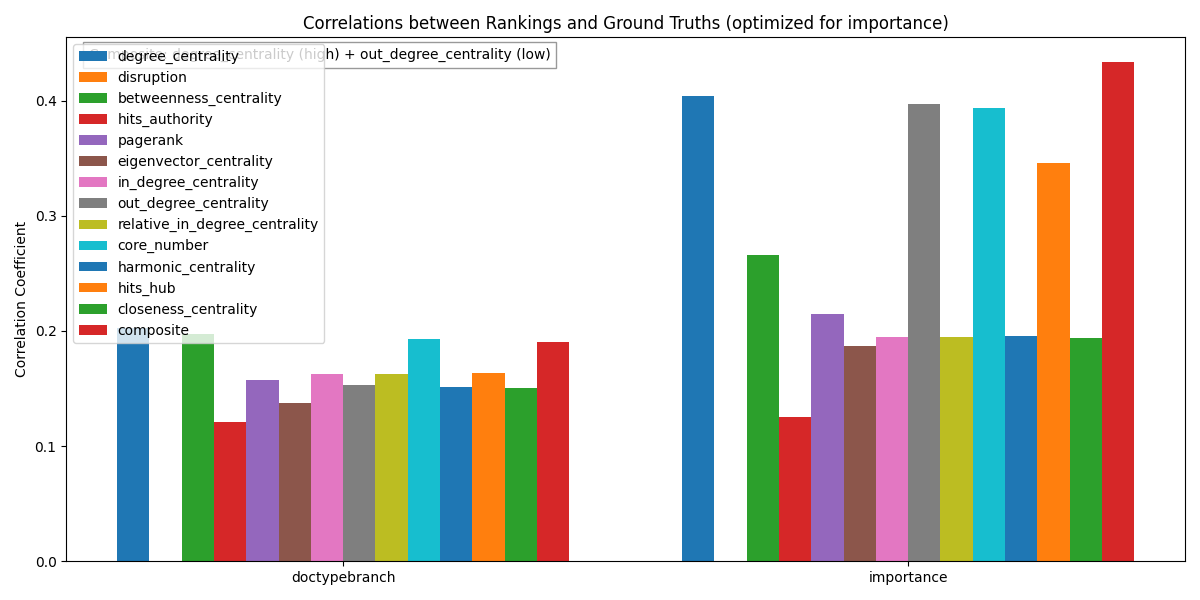 Correlations between Rankings and Ground Truths (optimized for importance)
Composite: degree_centrality (high) + out_degree_centrality (low)
degree_centrality
disruption
betweenness_centrality
hits_authority
pagerank
eigenvector_centrality
in_degree_centrality
out_degree_centrality
relative_in_degree_centrality
core_number
harmonic_centrality
hits_hub
closeness_centrality
composite
Correlation Coefficient
0.4
0.3
0.2
0.1
0.0
doctypebranch
importance